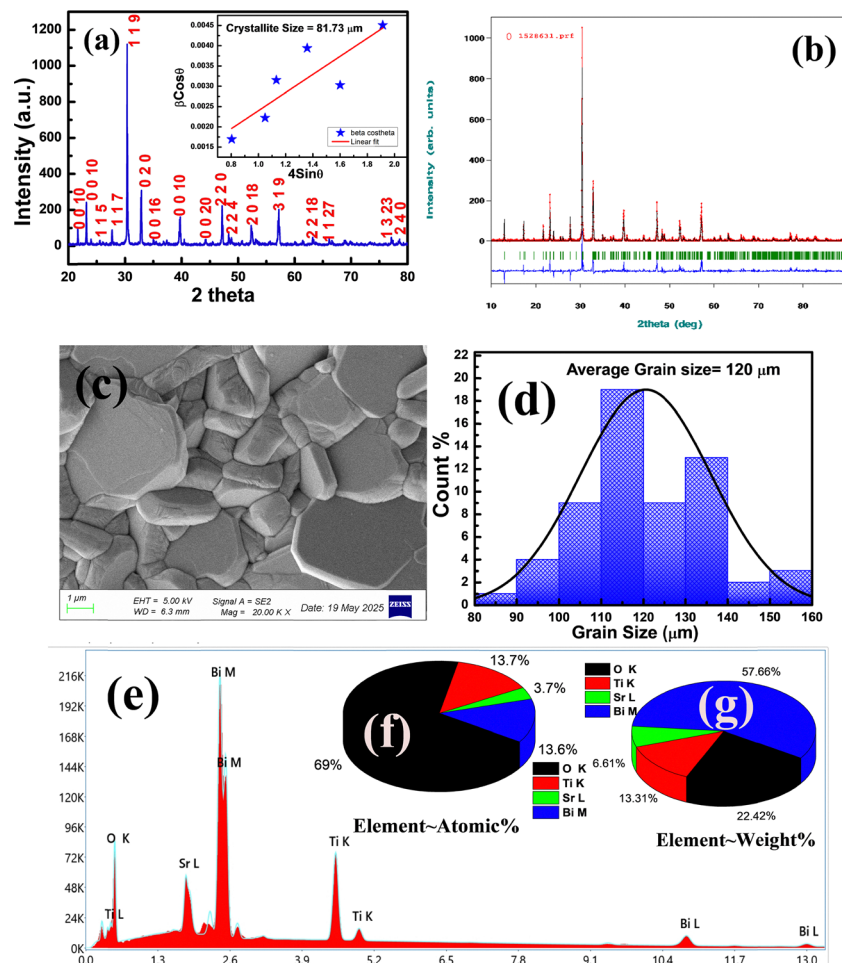 (a)
Crystallite Size = 81.73 μm
βCosθ
0.0045
0.0040
0.0035
0.0030
0.0025
0.0020
0.0015
beta costheta
Linear fit
0.8 1.0 1.2 1.4 1.6 1.8 2.0
4Sinθ
Intensity (a.u.)
1200
1000
800
600
400
200
0
0 0 10
0 0 10
1 1 5
1 1 7
1 1 9
0 2 0
0 0 16
0 0 10
0 0 20
2 2 0
2 2 4
2 0 18
3 1 9
2 2 18
1 1 27
1 3 23
2 4 0
20 30 40 50 60 70 80
2 theta
(b)
1528631.prf
Intensity (arb. units)
1000
800
600
400
200
0
10 20 30 40 50 60 70 80
2theta (deg)
(c)
1 μm
EHT = 5.00 kV
WD = 6.3 mm
Signal A = SE2
Mag = 20.00 K X
Date: 19 May 2025
ZEISS
(d)
Average Grain size= 120 μm
Count %
22
20
18
16
14
12
10
8
6
4
2
0
80 90 100 110 120 130 140 150 160
Grain Size (μm)
(e)
216K
192K
168K
144K
120K
96K
72K
48K
24K
0K
O K
Ti L
Sr L
Bi M
Bi M
Ti K
Ti K
Bi L
Bi L
0.0 1.3 2.6 3.9 5.2 6.5 7.8 9.1 10.4 11.7 13.0
(f)
13.7%
3.7%
13.6%
69%
O K
Ti K
Sr L
Bi M
Element~Atomic%
(g)
O K
Ti K
Sr L
Bi M
57.66%
6.61%
13.31%
22.42%
Element~Weight%